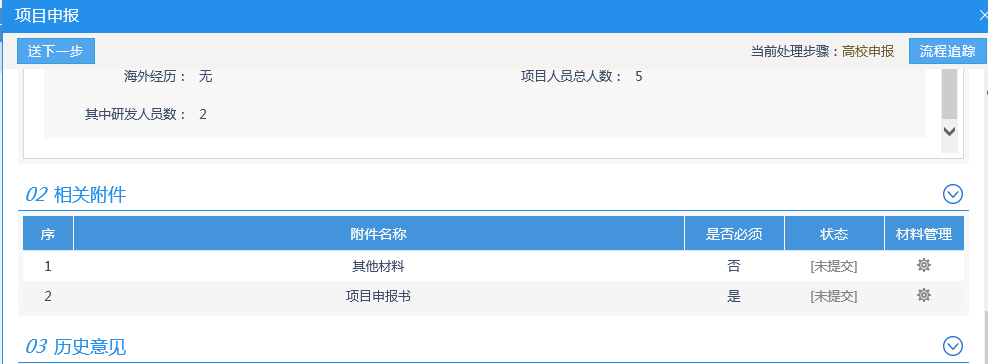 项目申报
送下一步 当前处理步骤：高校申报 流程追踪
海外经历： 无 项目人员总人数： 5
其中研发人员数： 2
02 相关附件
序 附件名称 是否必须 状态 材料管理
1 其他材料 否 [未提交]
2 项目申报书 是 [未提交]
03 历史意见